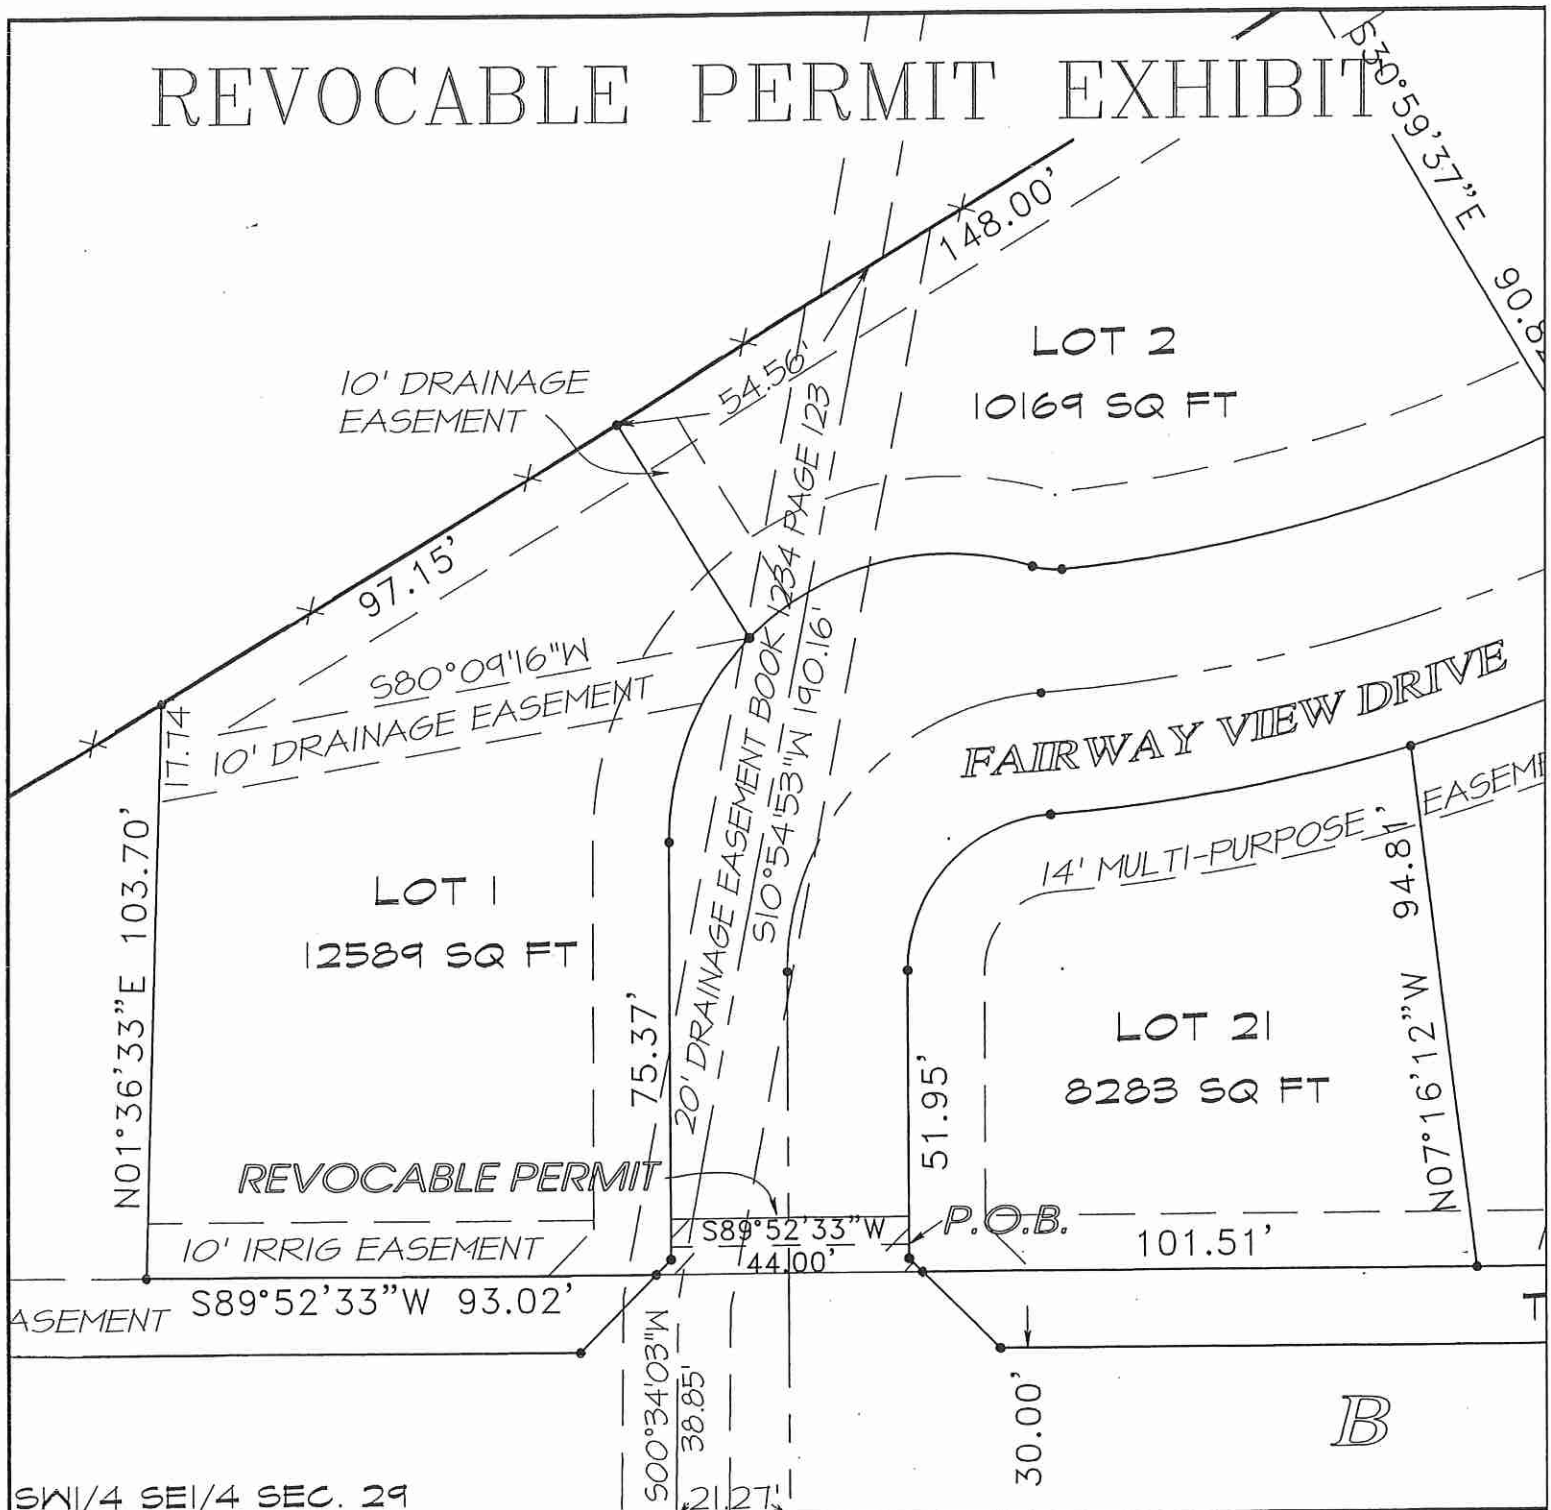 REVOCABLE PERMIT EXHIBIT
S30°59'37"E
148.00'
LOT 2
10169 SQ FT
10' DRAINAGE
EASEMENT
54.56'
97.15'
S80°09'16"W
10' DRAINAGE EASEMENT
17.74
20' DRAINAGE EASEMENT BOOK 1234 PAGE 123
S10°54'53"W 190.16'
FAIRWAY VIEW DRIVE
14' MULTI-PURPOSE
N01°36'33"E 103.70'
LOT 1
12589 SQ FT
75.37'
51.95'
LOT 21
8283 SQ FT
N07°16'12"W 94.81'
REVOCABLE PERMIT
S89°52'33"W
44.00'
P.O.B.
101.51'
10' IRRIG EASEMENT
S89°52'33"W 93.02'
ASEMENT
S00°34'03"W
38.85'
21.27'
30.00'
B
SW1/4 SE1/4 SEC. 29